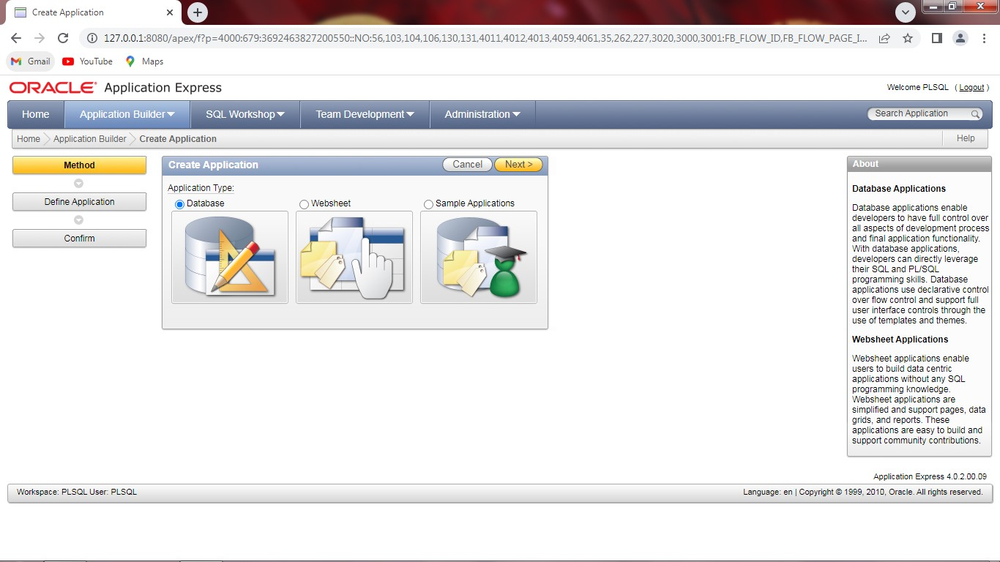 Create Application
127.0.0.1:8080/apex/f?p=4000:679:3692463827200550::NO:56,103,104,106,130,131,4011,4012,4013,4059,4061,35,262,227,3020,3000,3001:FB_FLOW_ID,FB_FLOW_PAGE_I...
Gmail YouTube Maps
ORACLE Application Express
Welcome PLSQL ( Logout )
Home Application Builder SQL Workshop Team Development Administration Search Application
Home Application Builder Create Application Help
Method
Define Application
Confirm
Create Application Cancel Next >
Application Type:
Database Websheet Sample Applications
About
Database Applications
Database applications enable
developers to have full control over
all aspects of development process
and final application functionality.
With database applications,
developers can directly leverage
their SQL and PL/SQL
programming skills. Database
applications use declarative control
over flow control and support full
user interface controls through the
use of templates and themes.
Websheet Applications
Websheet applications enable
users to build data centric
applications without any SQL
programming knowledge.
Websheet applications are
simplified and support pages, data
grids, and reports. These
applications are easy to build and
support community contributions.
Application Express 4.0.2.00.09
Workspace: PLSQL User: PLSQL
Language: en | Copyright © 1999, 2010, Oracle. All rights reserved.